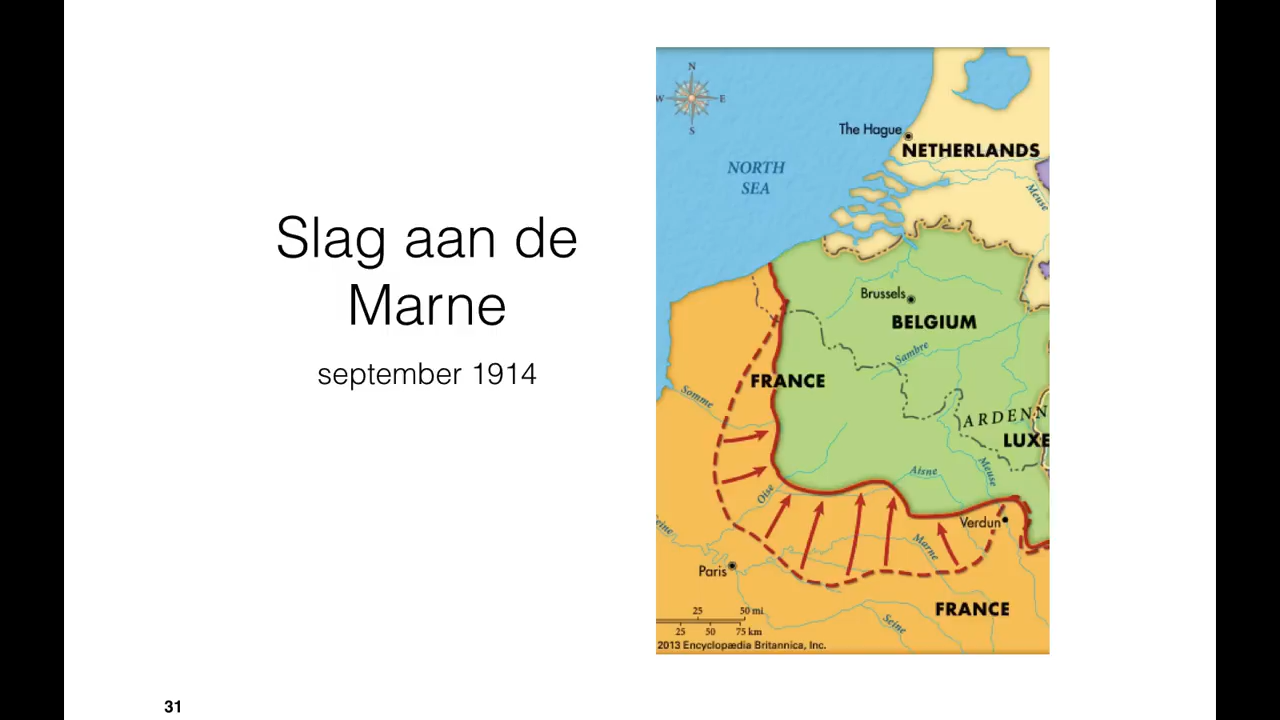 Slag aan de
Marne
september 1914
N
W
E
S
The Hague
NETHERLANDS
NORTH
SEA
Meuse
Brussels
BELGIUM
Sambre
FRANCE
Somme
ARDENN
LUXE
Aisne
Meuse
Oise
eine
Verdun
Marne
Paris
FRANCE
25 50 mi
25 50 75 km
Seine
2013 Encyclopædia Britannica, Inc.
31